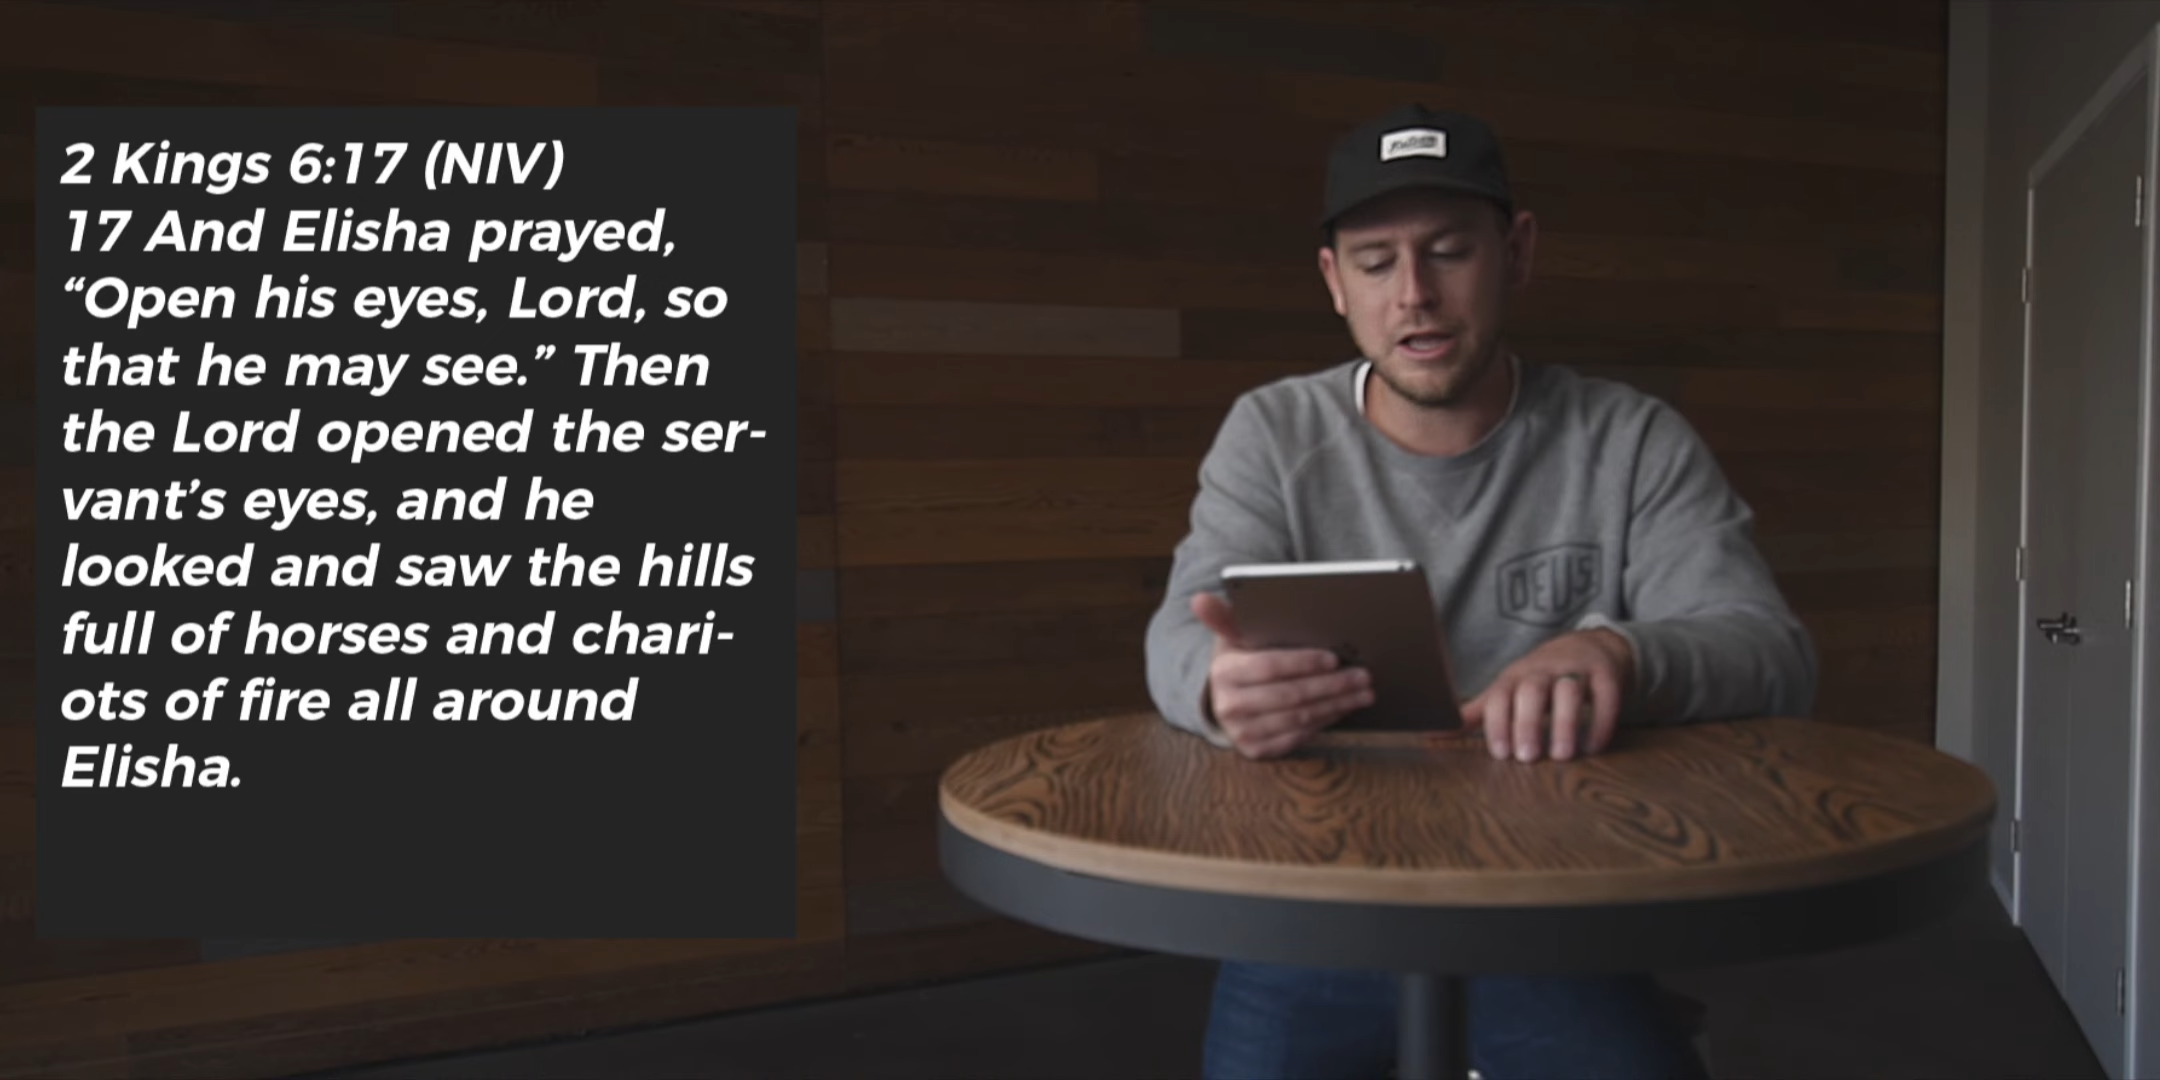 2 Kings 6:17 (NIV)
17 And Elisha prayed,
“Open his eyes, Lord, so
that he may see.” Then
the Lord opened the ser-
vant’s eyes, and he
looked and saw the hills
full of horses and chari-
ots of fire all around
Elisha.
DEUS